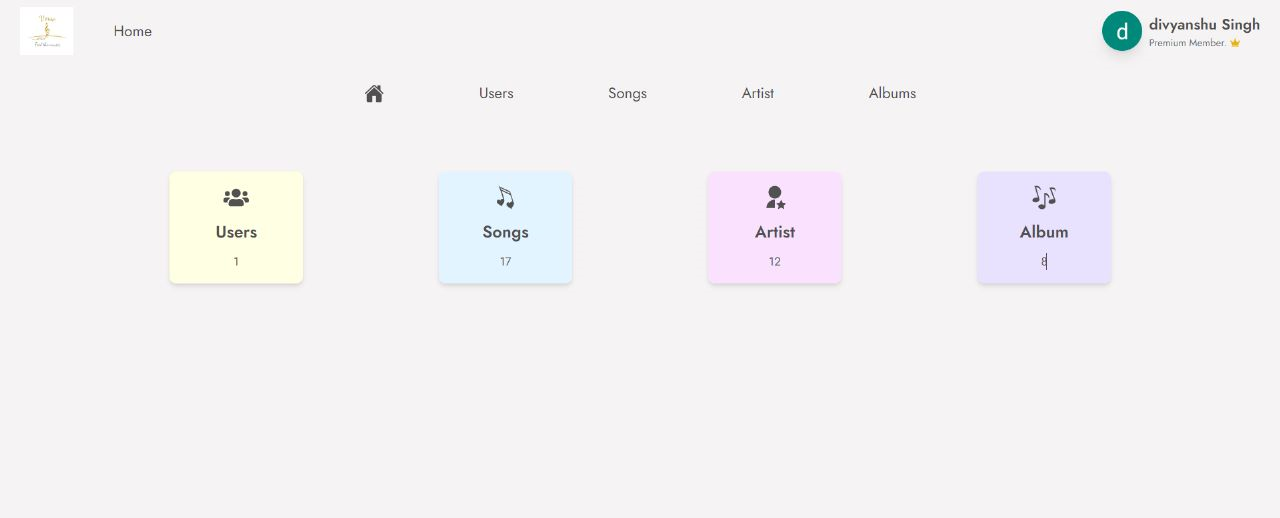 Home
divyanshu Singh
Premium Member.
d
Users Songs Artist Albums
Users Songs Artist Album
1 17 12 8